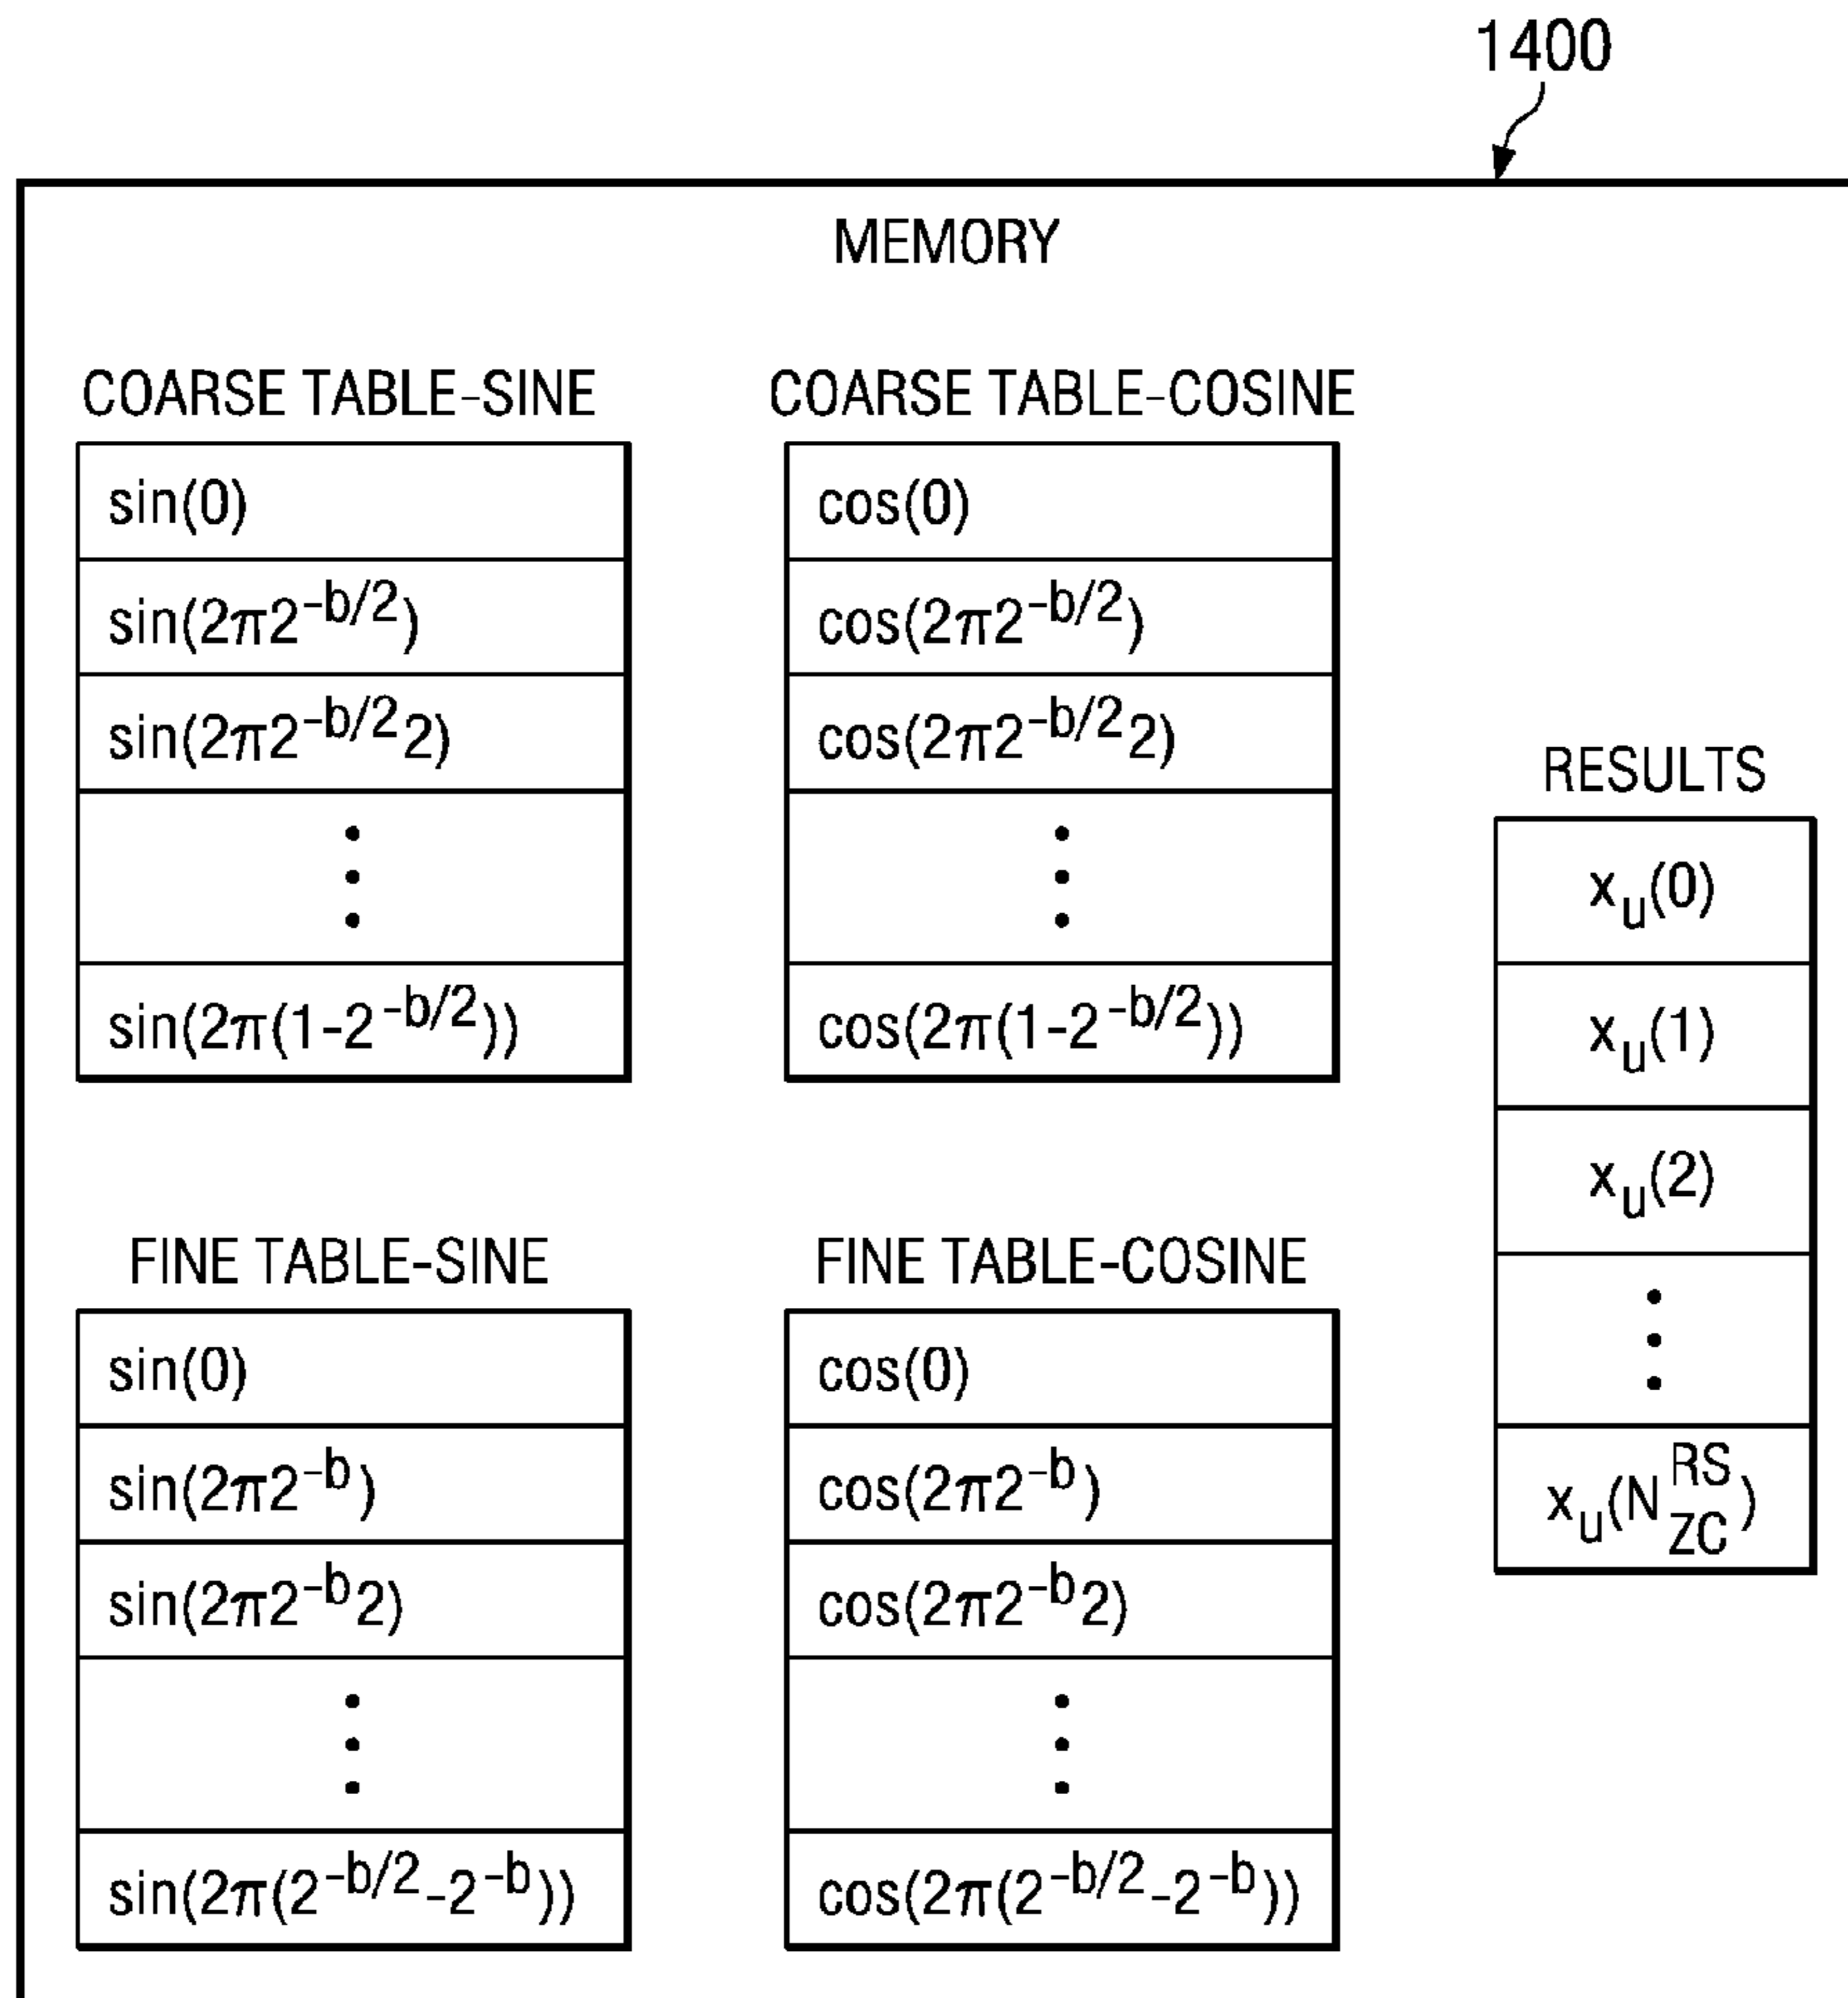 1400
MEMORY
COARSE TABLE-SINE
sin(0)
sin(2π2^-b/2)
sin(2π2^-b/2 2)
sin(2π(1-2^-b/2))
COARSE TABLE-COSINE
cos(0)
cos(2π2^-b/2)
cos(2π2^-b/2 2)
cos(2π(1-2^-b/2))
FINE TABLE-SINE
sin(0)
sin(2π2^-b)
sin(2π2^-b 2)
sin(2π(2^-b/2-2^-b))
FINE TABLE-COSINE
cos(0)
cos(2π2^-b)
cos(2π2^-b 2)
cos(2π(2^-b/2-2^-b))
RESULTS
x_u(0)
x_u(1)
x_u(2)
x_u(N_ZC^RS)